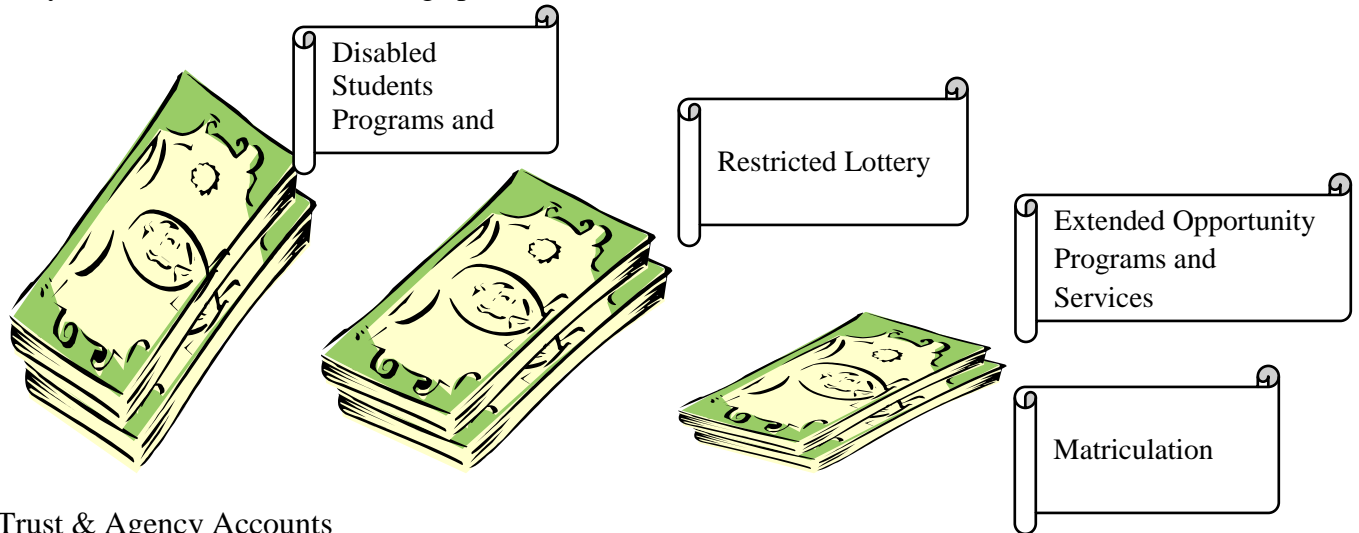 Disabled
Students
Programs and
Restricted Lottery
Extended Opportunity
Programs and
Services
Matriculation
Trust & Agency Accounts